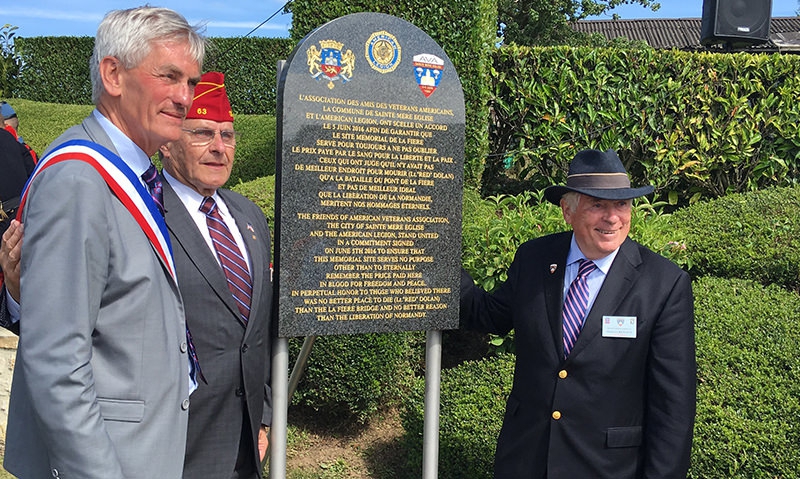 AVA
63
L'ASSOCIATION DES AMIS DES VETERANS AMERICAINS,
LA COMMUNE DE SAINTE MERE EGLISE
ET L'AMERICAN LEGION, ONT SCELLE UN ACCORD
LE 5 JUIN 2016 AFIN DE GARANTIR QUE
LE SITE MEMORIAL DE LA FIERE
SERVE POUR TOUJOURS A NE PAS OUBLIER
LE PRIX PAYE PAR LE SANG POUR LA LIBERTE ET LA PAIX
CEUX QUI ONT JUGE QU'IL N'Y AVAIT PAS
DE MEILLEUR ENDROIT POUR MOURIR (Lt"RED" DOLAN)
QU'A LA BATAILLE DU PONT DE LA FIERE
ET PAS DE MEILLEUR IDEAL
QUE LA LIBERATION DE LA NORMANDIE,
MERITENT NOS HOMMAGES ETERNELS.
THE FRIENDS OF AMERICAN VETERANS ASSOCIATION,
THE CITY OF SAINTE MERE EGLISE
AND THE AMERICAIN LEGION, STAND UNITED
IN A COMMITMENT SIGNED
ON JUNE 5TH 2016 TO ENSURE THAT
THIS MEMORIAL SITE SERVES NO PURPOSE
OTHER THAN TO ETERNALLY
REMEMBER THE PRICE PAID HERE
IN BLOOD FOR FREEDOM AND PEACE,
IN PERPETUAL HONOR TO THOSE WHO BELIEVED THERE
WAS NO BETTER PLACE TO DIE (Lt "RED" DOLAN)
THAN THE LA FIERE BRIDGE AND NO BETTER REASON
THAN THE LIBERATION OF NORMANDY.